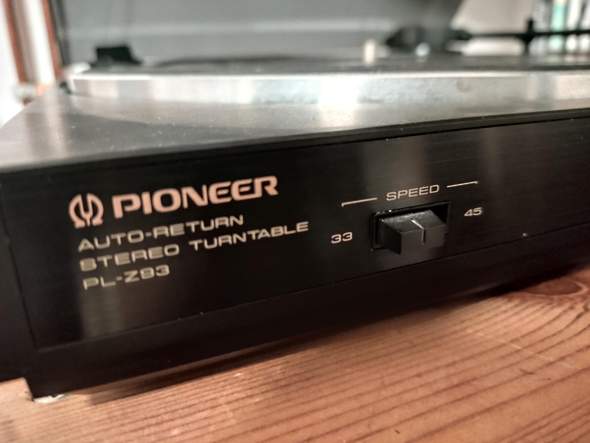 PIONEER
AUTO-RETURN
STEREO TURNTABLE
PL-Z93
SPEED
33 45